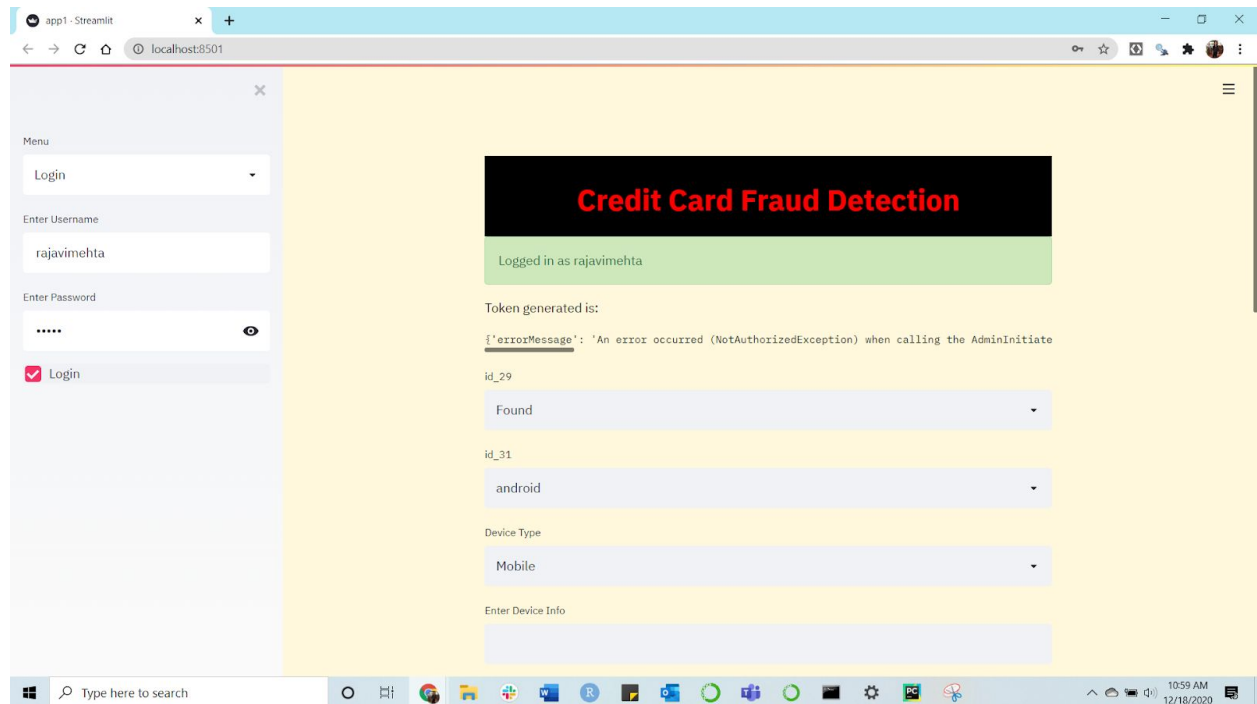 app1 · Streamlit
localhost:8501
Menu
Login
Enter Username
rajavimehta
Enter Password
•••••
Login
Credit Card Fraud Detection
Logged in as rajavimehta
Token generated is:
{'errorMessage': 'An error occurred (NotAuthorizedException) when calling the AdminInitiate
id_29
Found
id_31
android
Device Type
Mobile
Enter Device Info
Type here to search
10:59 AM
12/18/2020